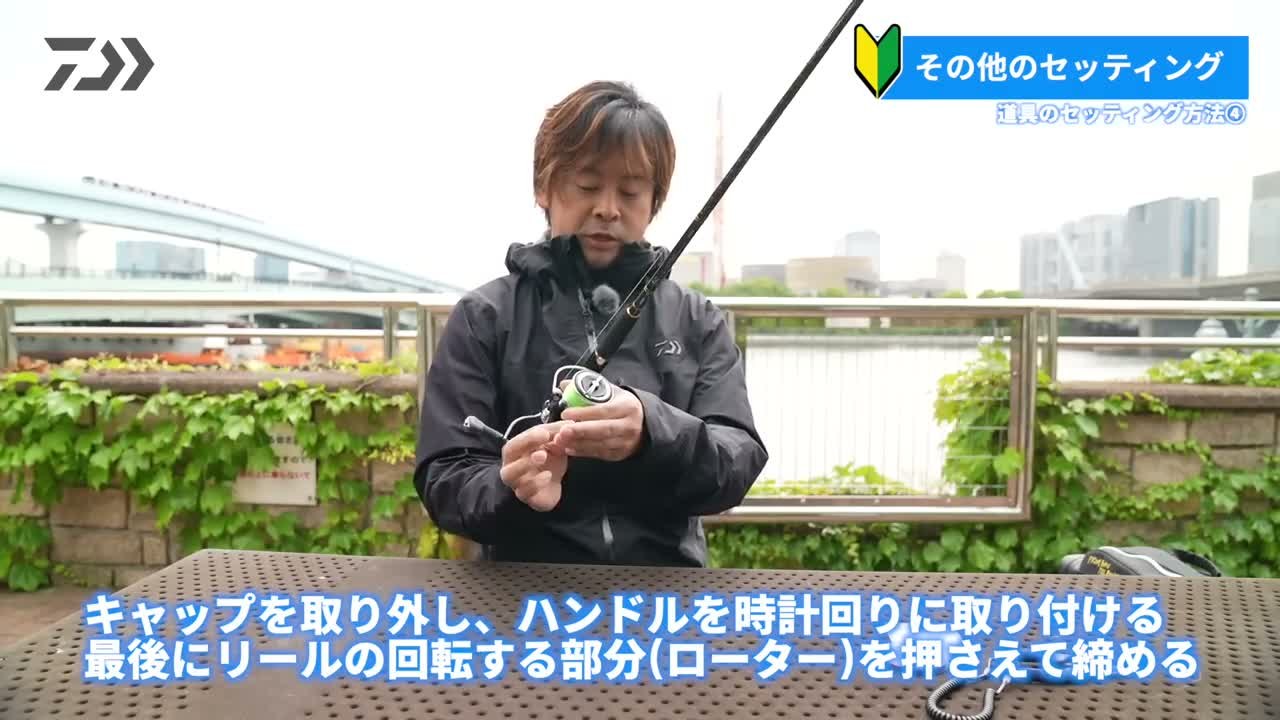 その他のセッティング
道具のセッティング方法④
キャップを取り外し、ハンドルを時計回りに取り付ける
最後にリールの回転する部分(ローター)を押さえて締める